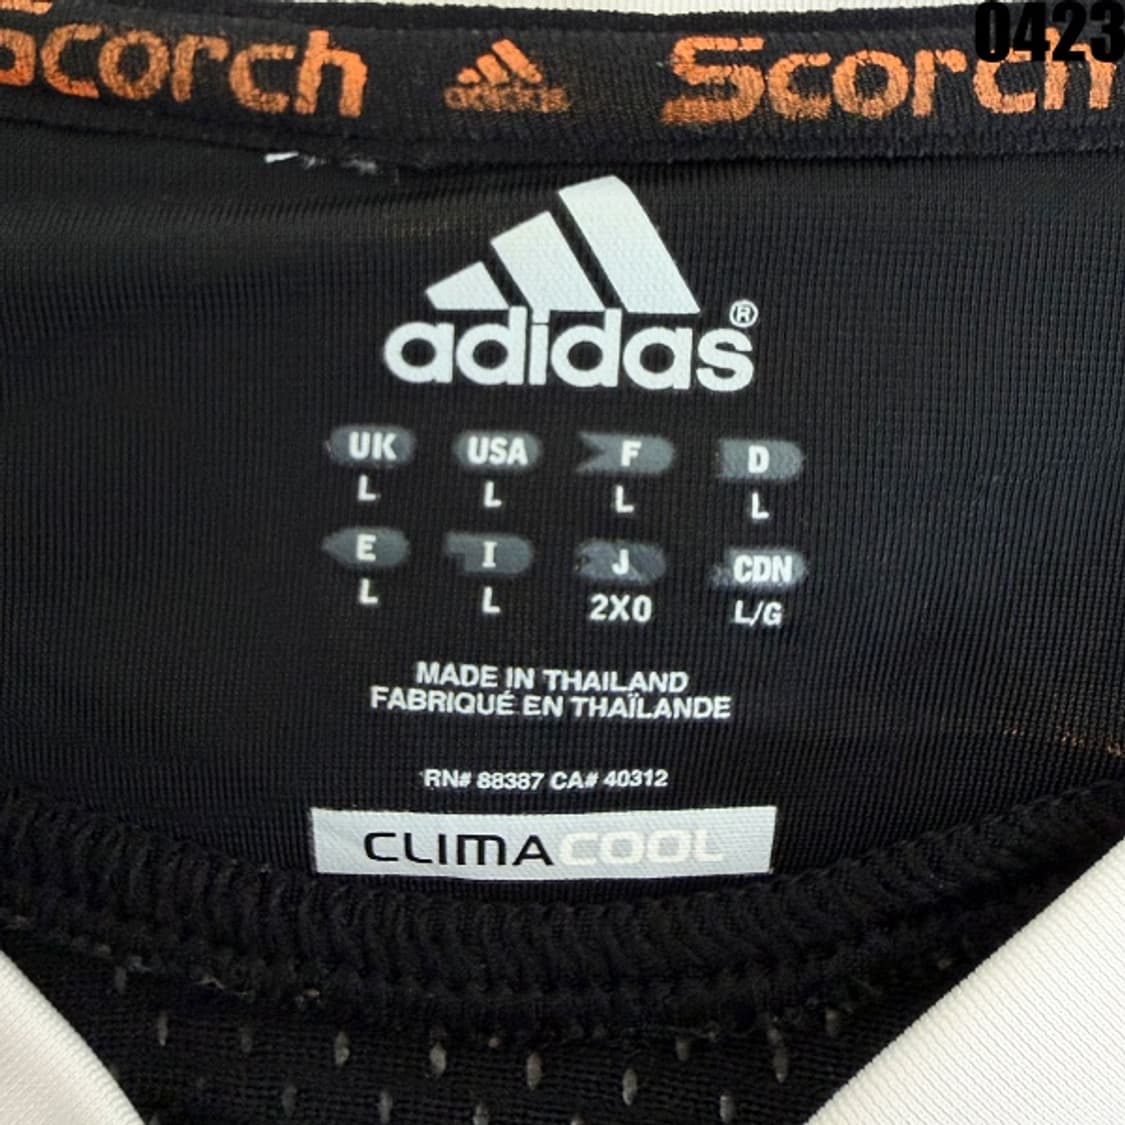 Scorch adidas Scorch
0423
adidas®
UK USA F D
L L L L
E I J CDN
L L 2XO L/G
MADE IN THAILAND
FABRIQUÉ EN THAÏLANDE
RN# 88387 CA# 40312
CLIMACOOL